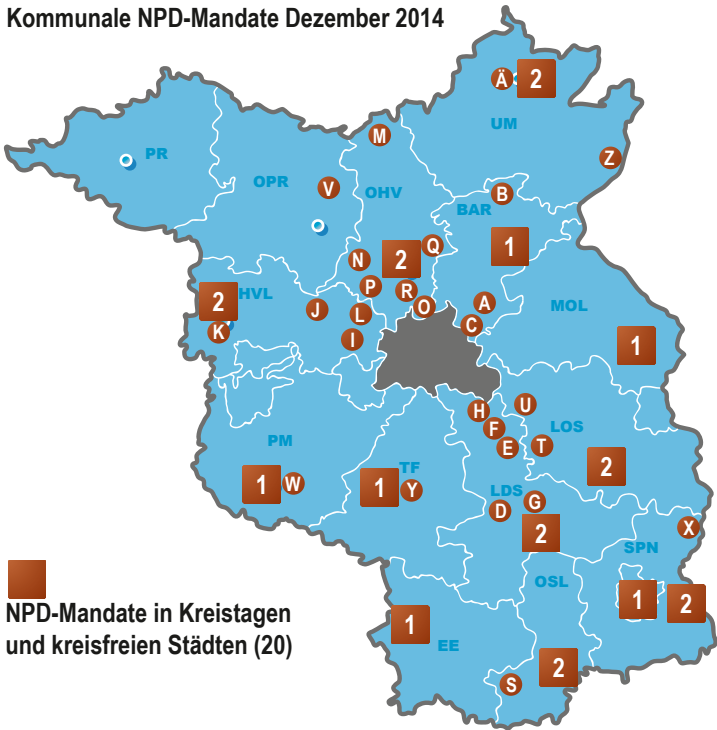 Kommunale NPD-Mandate Dezember 2014
Ä 2
UM
M
PR
Z
OPR
V
OHV
B
BAR
Q
1
N
2
HVL
2
P
R
A
J
L
O
MOL
K
C
I
1
H
U
F
LOS
PM
E
T
TF
2
1
W
1
Y
LDS
G
D
X
2
SPN
OSL
1
2
NPD-Mandate in Kreistagen
und kreisfreien Städten (20)
1
EE
2
S